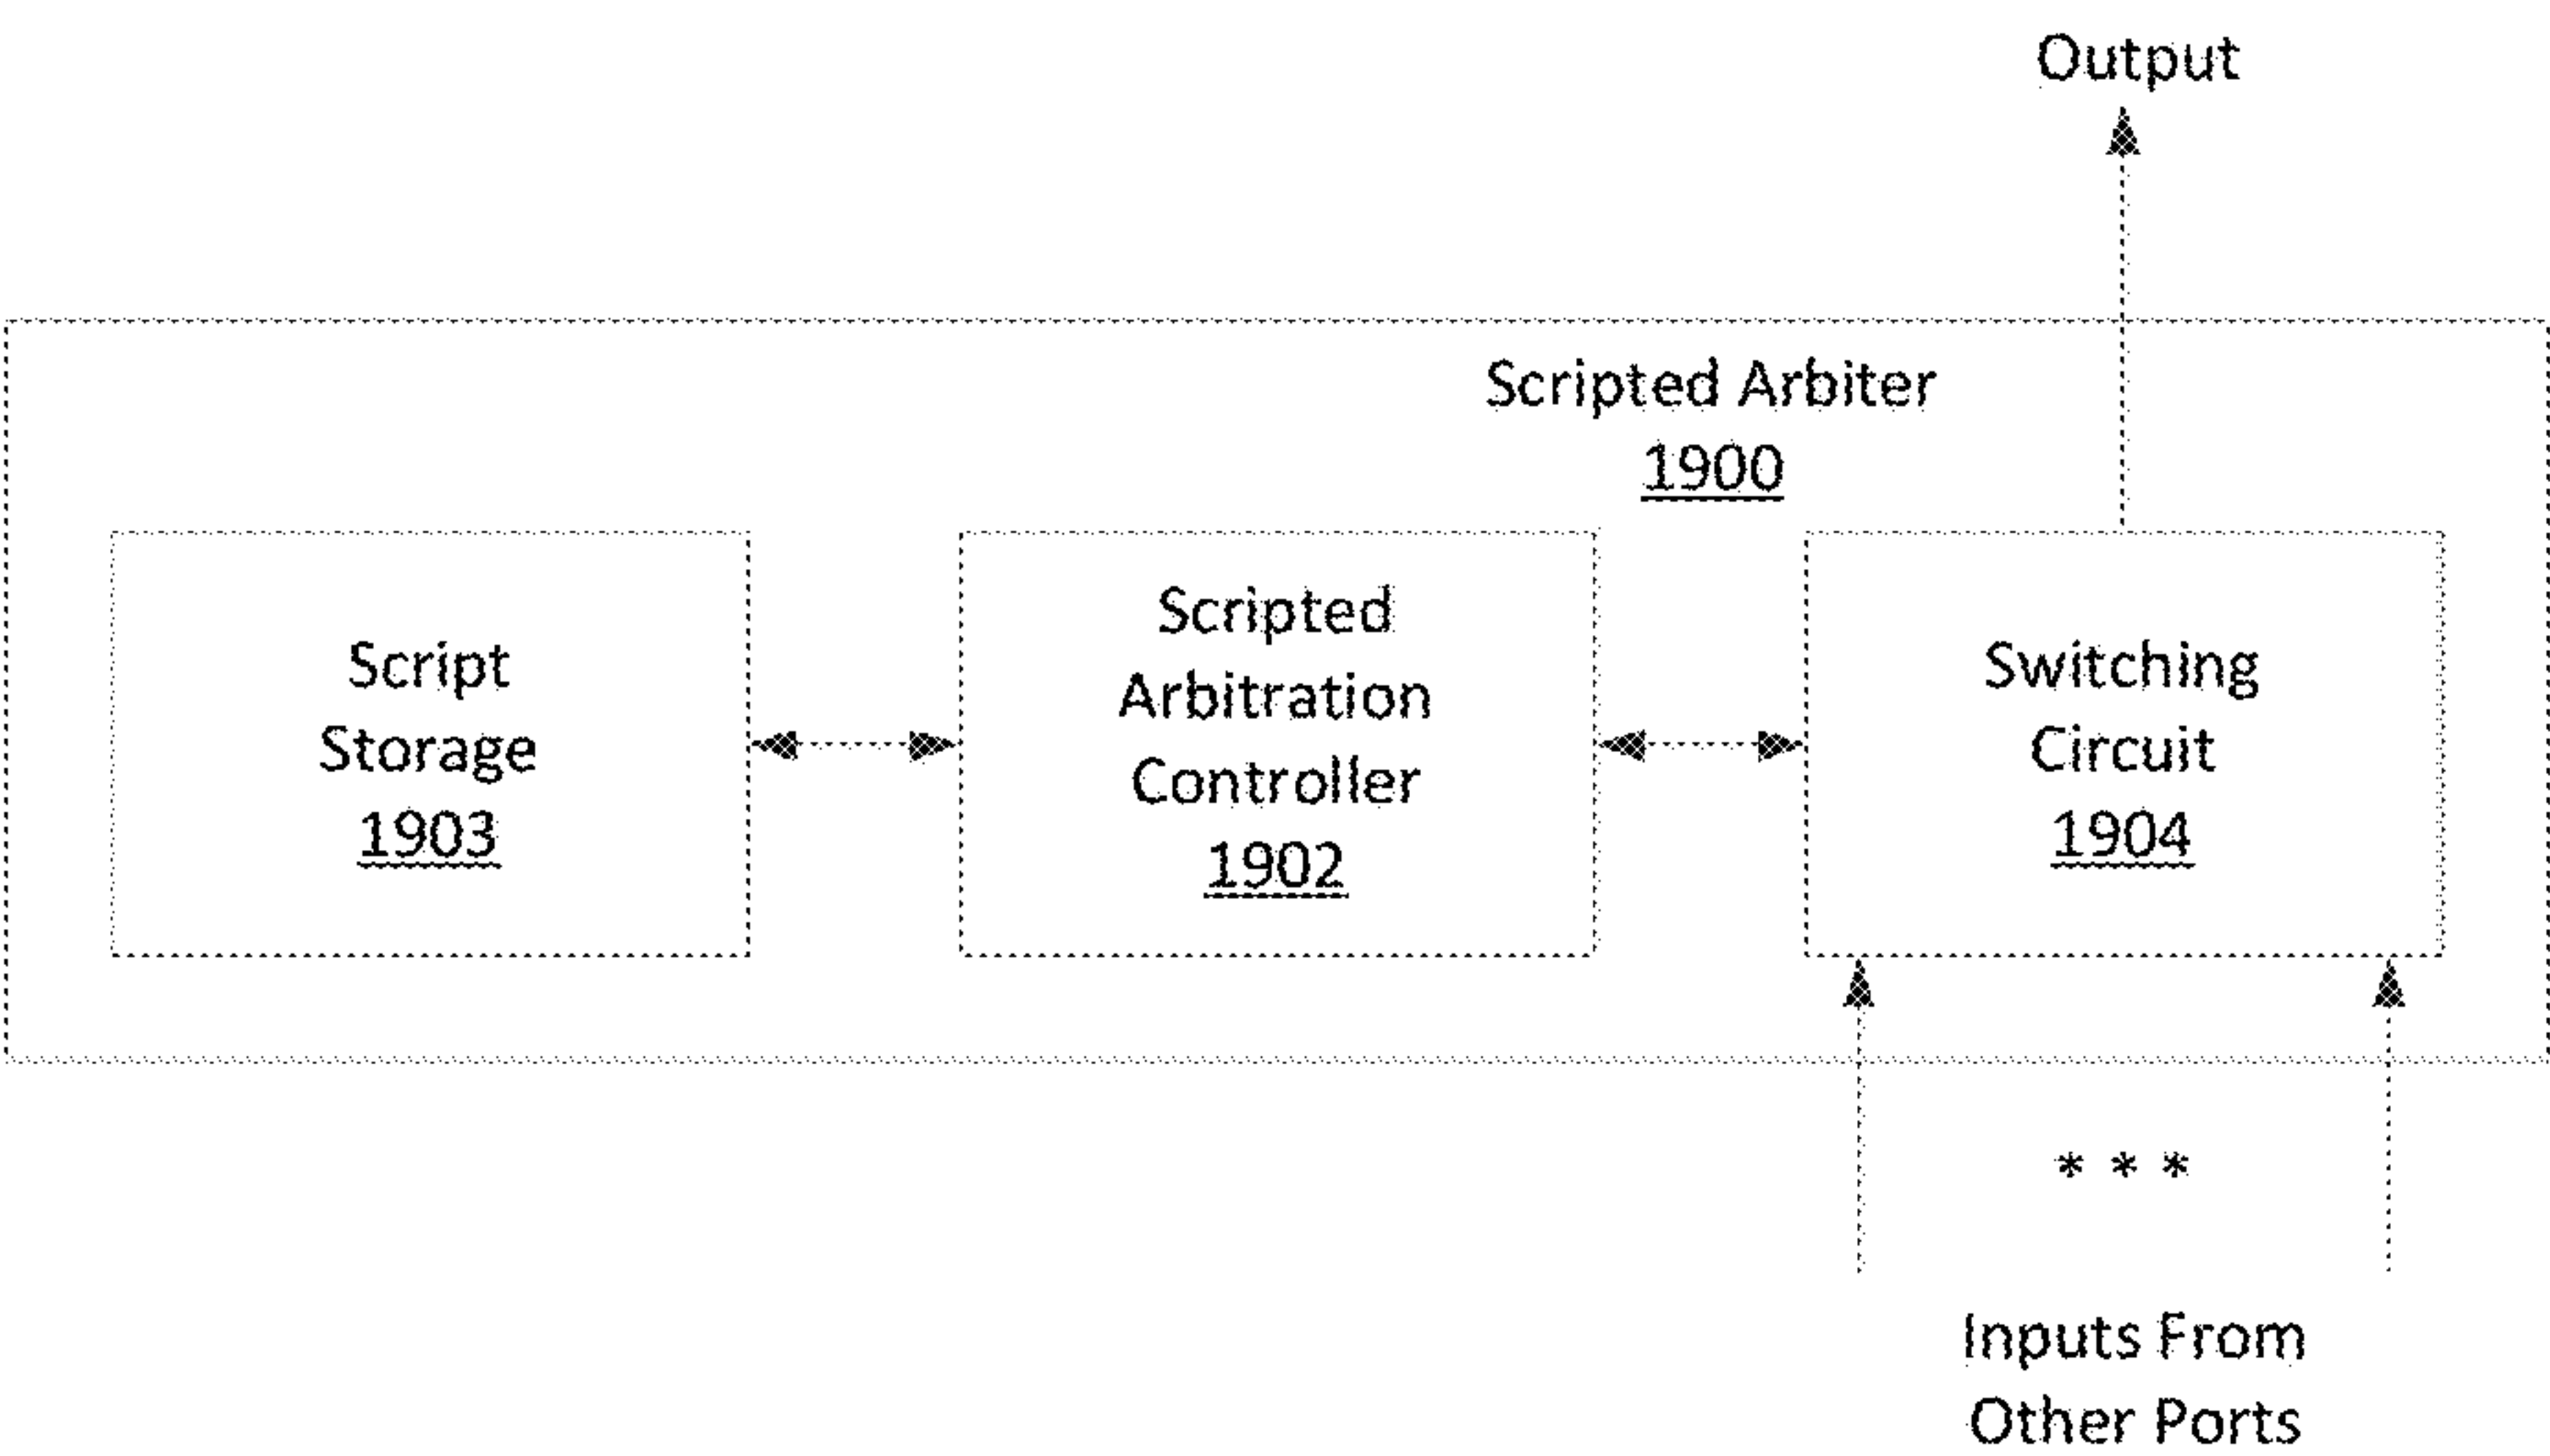 Output
Scripted Arbiter
1900
Script
Storage
1903
Scripted
Arbitration
Controller
1902
Switching
Circuit
1904
* * *
Inputs From
Other Ports